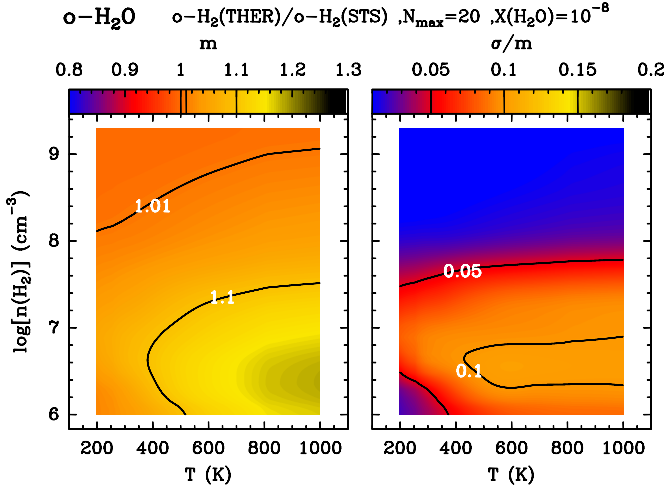 o-H₂O o-H₂(THER)/o-H₂(STS) ,Nₘₐₓ=20 ,X(H₂O)=10⁻⁸
m σ/m
0.8 0.9 1 1.1 1.2 1.3 0.05 0.1 0.15 0.2
9
8
7
6
log[n(H₂)] (cm⁻³)
1.01
1.1
0.05
0.1
200 400 600 800 1000 200 400 600 800 1000
T (K) T (K)